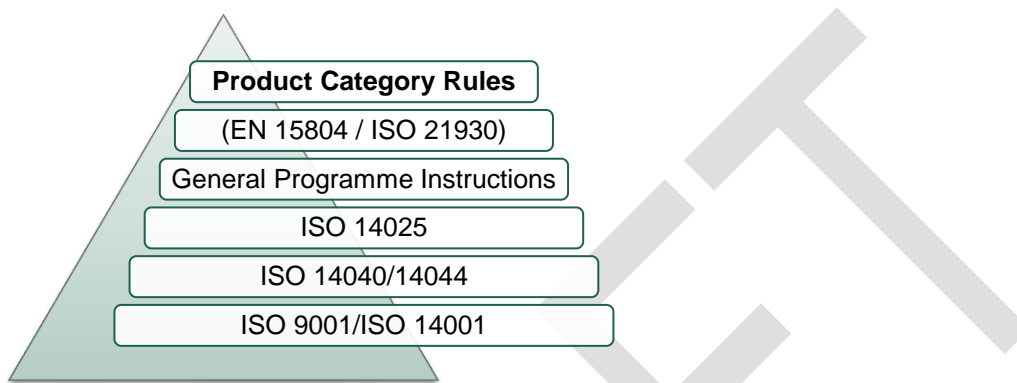 Product Category Rules
(EN 15804 / ISO 21930)
General Programme Instructions
ISO 14025
ISO 14040/14044
ISO 9001/ISO 14001